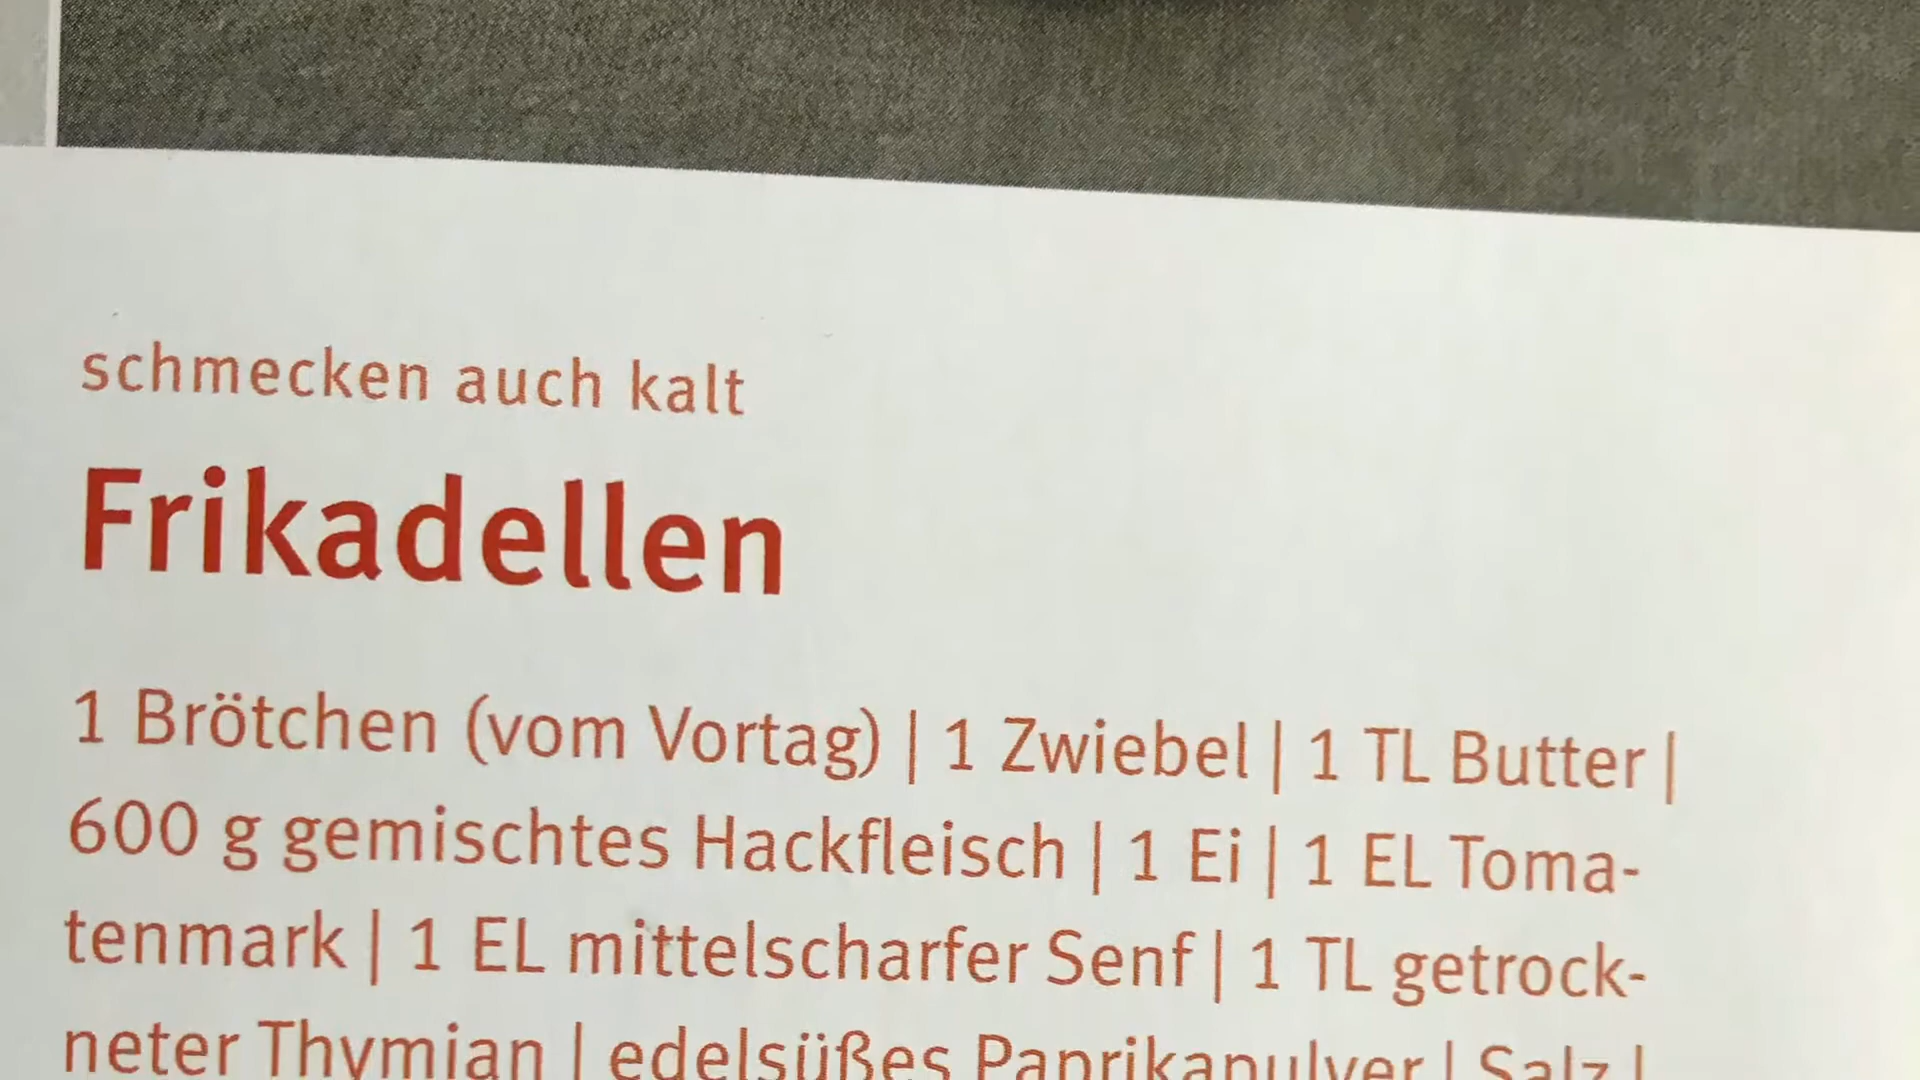 schmecken auch kalt
Frikadellen
1 Brötchen (vom Vortag) | 1 Zwiebel | 1 TL Butter |
600 g gemischtes Hackfleisch | 1 Ei | 1 EL Toma-
tenmark | 1 EL mittelscharfer Senf | 1 TL getrock-
neter Thymian | edelsüßes Paprikapulver | Salz |